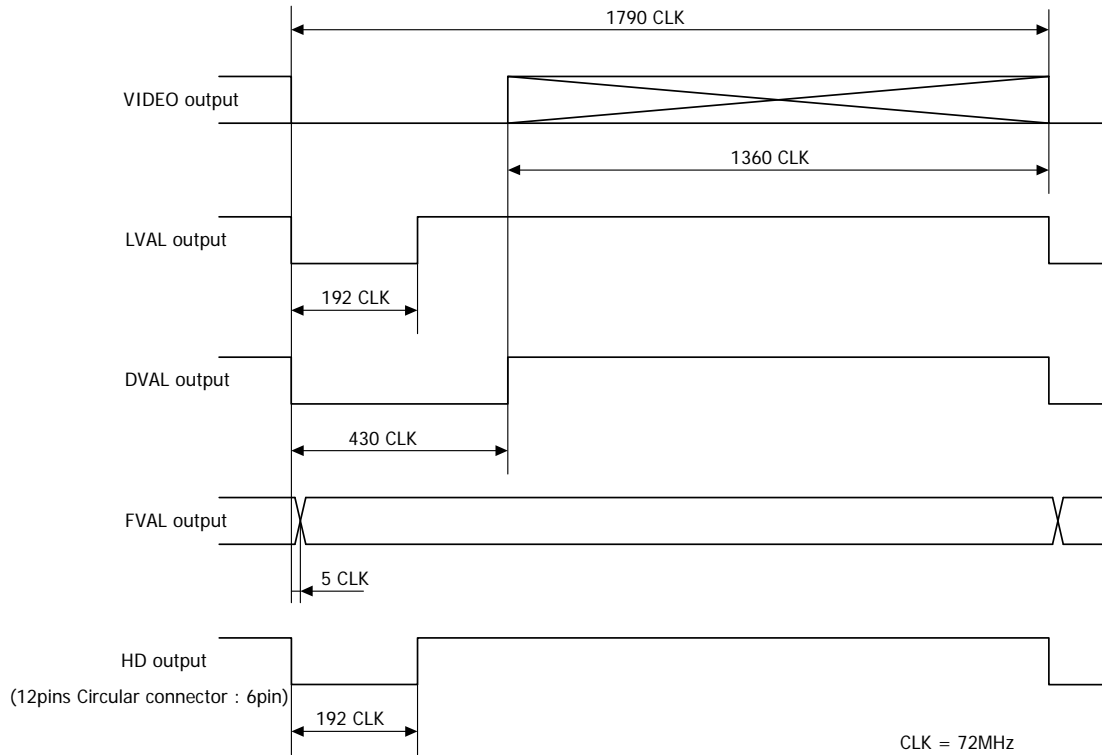 1790 CLK
VIDEO output
1360 CLK
LVAL output
192 CLK
DVAL output
430 CLK
FVAL output
5 CLK
HD output
(12pins Circular connector : 6pin)
192 CLK
CLK = 72MHz